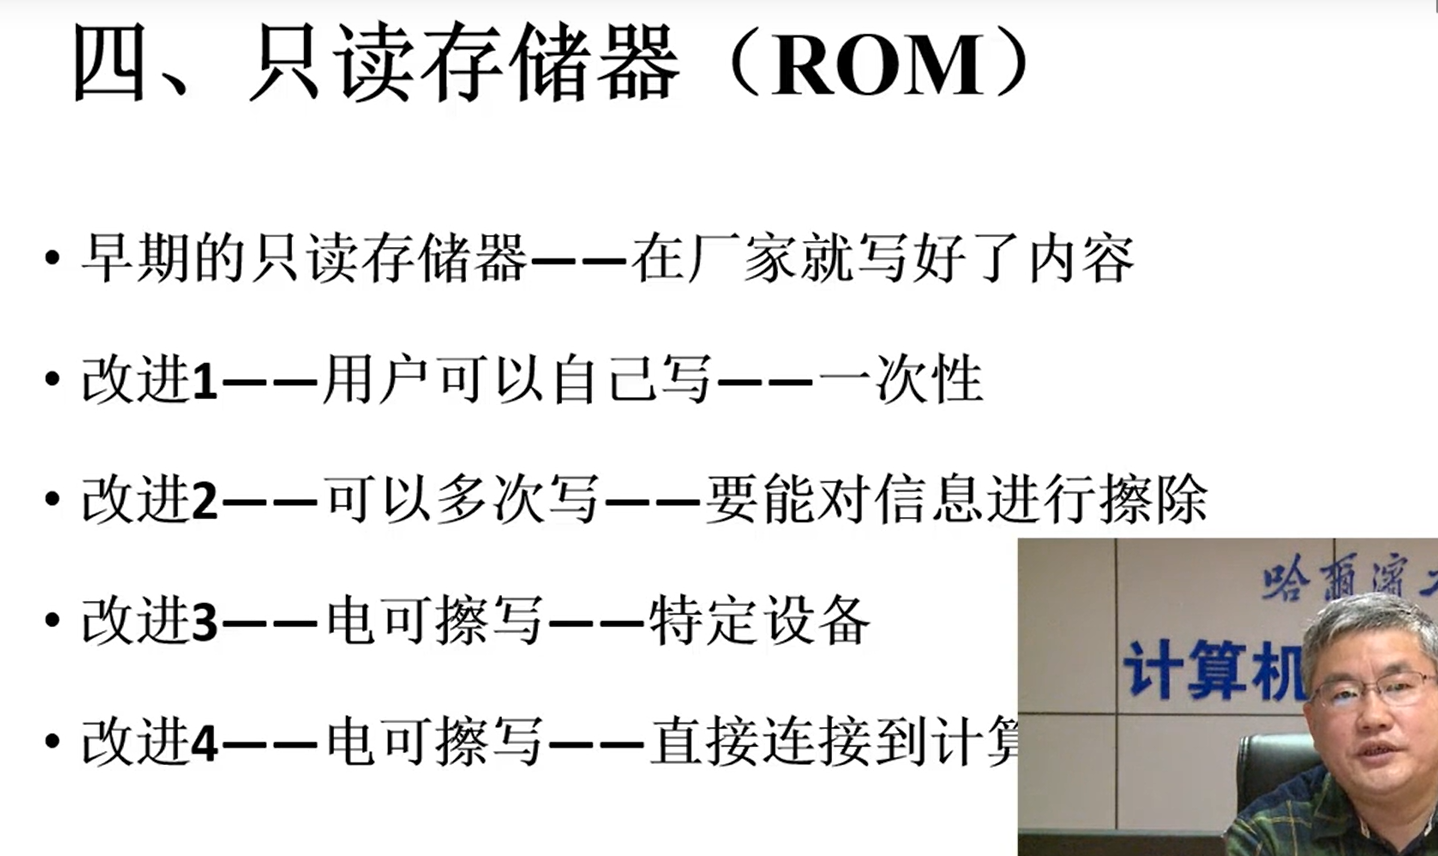 四、只读存储器（ROM）
• 早期的只读存储器——在厂家就写好了内容
• 改进1——用户可以自己写——一次性
• 改进2——可以多次写——要能对信息进行擦除
• 改进3——电可擦写——特定设备
• 改进4——电可擦写——直接连接到计算
哈爾濱
计算机